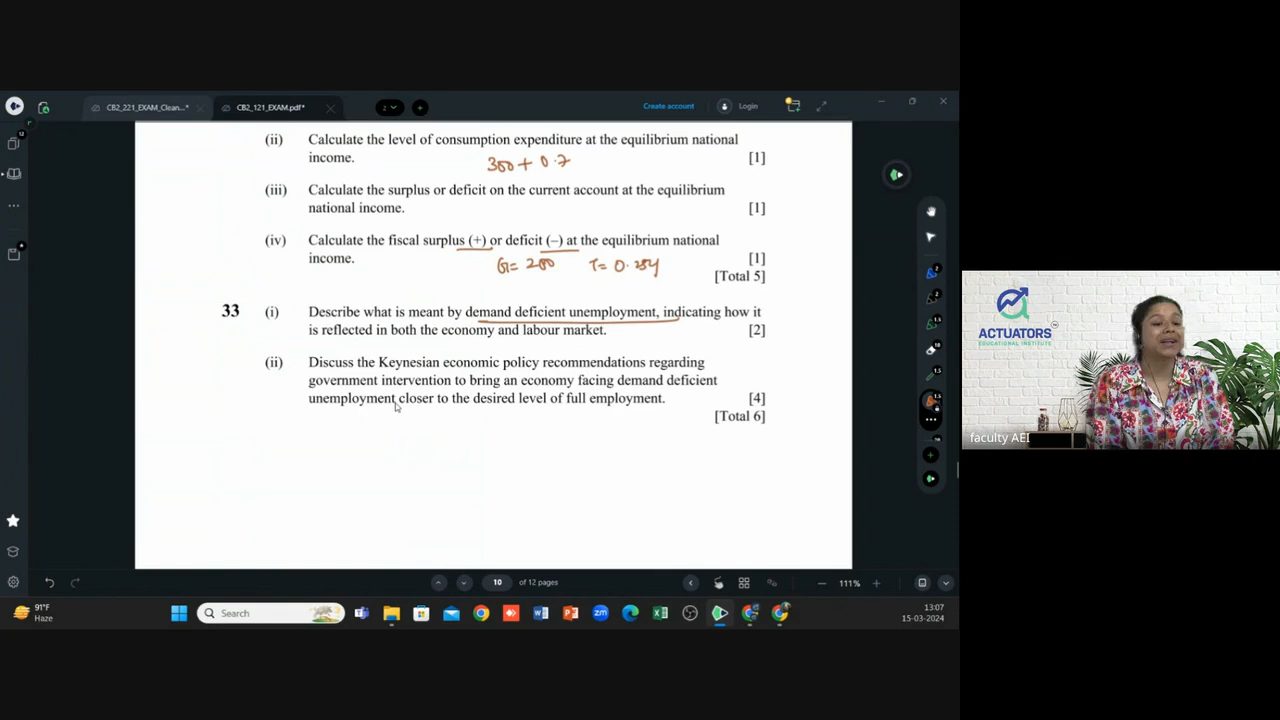 CB2_221_EXAM_Clean...*
CB2_121_EXAM.pdf*
2
Create account
Login
(ii) Calculate the level of consumption expenditure at the equilibrium national
income. [1]
300 + 0.7
(iii) Calculate the surplus or deficit on the current account at the equilibrium
national income. [1]
(iv) Calculate the fiscal surplus (+) or deficit (–) at the equilibrium national
income. [1]
G = 200 T = 0.25Y
[Total 5]
33 (i) Describe what is meant by demand deficient unemployment, indicating how it
is reflected in both the economy and labour market. [2]
(ii) Discuss the Keynesian economic policy recommendations regarding
government intervention to bring an economy facing demand deficient
unemployment closer to the desired level of full employment. [4]
[Total 6]
ACTUATORS
EDUCATIONAL INSTITUTE
faculty AEI
10 of 12 pages
111%
91°F
Haze
Search
13:07
15-03-2024